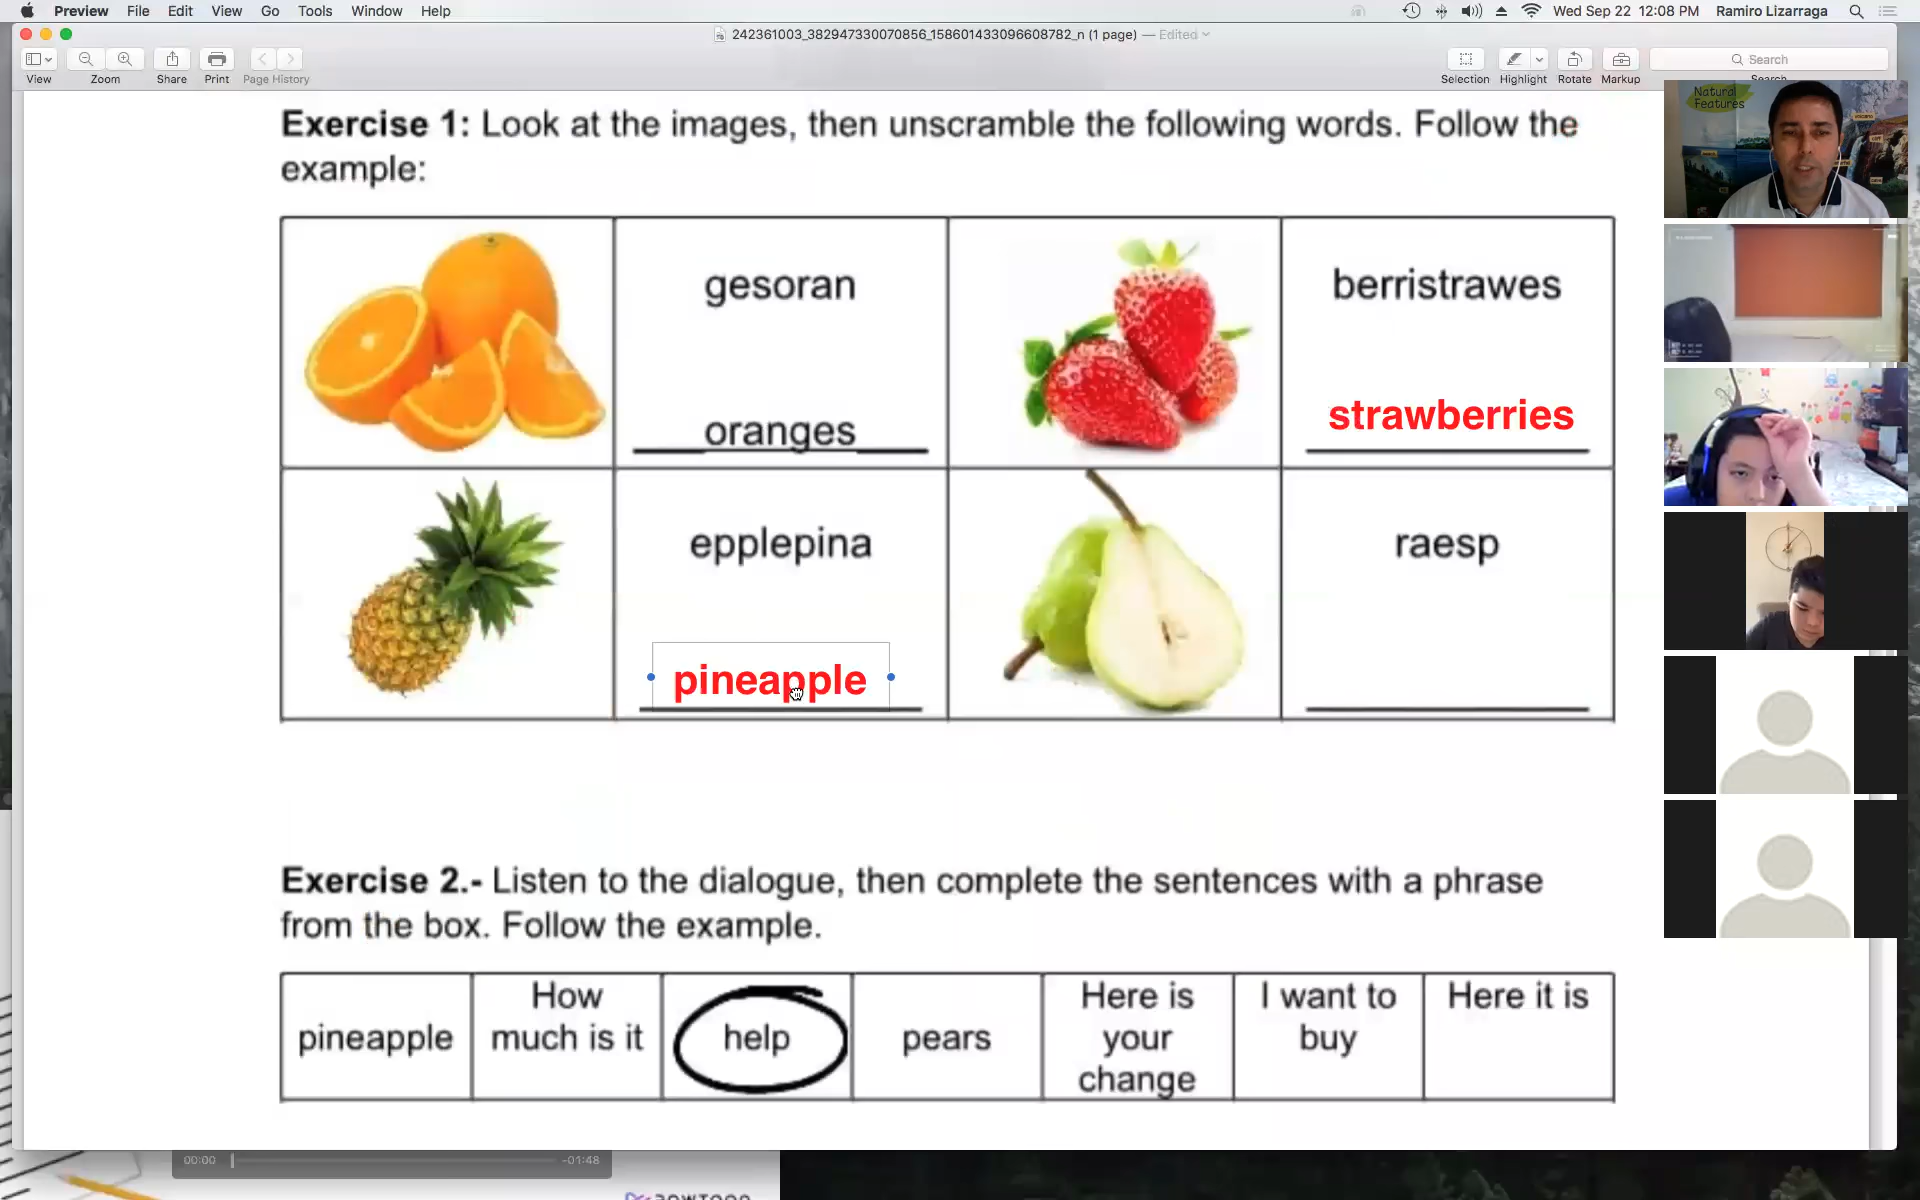 Preview File Edit View Go Tools Window Help
Wed Sep 22 12:08 PM Ramiro Lizarraga
242361003_382947330070856_158601433096608782_n (1 page) — Edited
View Zoom Share Print Page History
Selection Highlight Rotate Markup
Search
Search
Natural
Features
Exercise 1: Look at the images, then unscramble the following words. Follow the
example:
gesoran
berristrawes
oranges
strawberries
epplepina
raesp
pineapple
Exercise 2.- Listen to the dialogue, then complete the sentences with a phrase
from the box. Follow the example.
pineapple
How
much is it
help
pears
Here is
your
change
I want to
buy
Here it is
00:00
-01:48